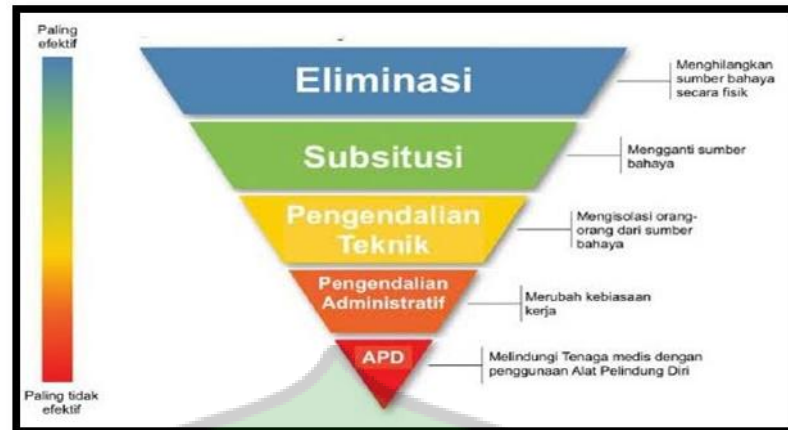 Paling
efektif
Eliminasi
Menghilangkan
sumber bahaya
secara fisik
Subsitusi
Mengganti sumber
bahaya
Pengendalian
Teknik
Mengisolasi orang-
orang dari sumber
bahaya
Pengendalian
Administratif
Merubah kebiasaan
kerja
APD
Melindungi Tenaga medis dengan
penggunaan Alat Pelindung Diri
Paling tidak
efektif